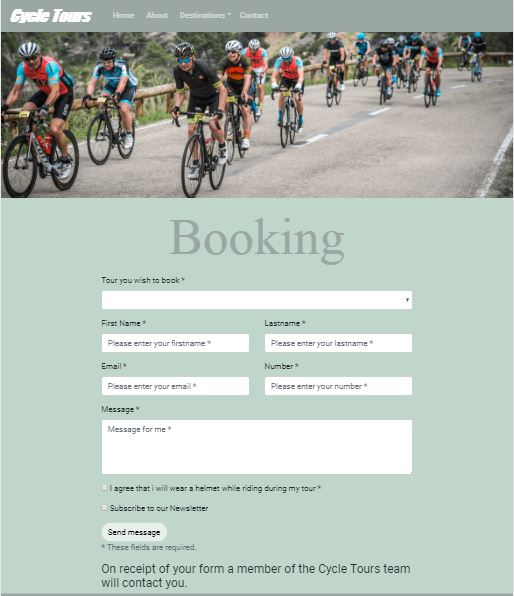 Cycle Tours Home About Destinations Contact
Booking
Tour you wish to book *
First Name * Lastname *
Please enter your firstname * Please enter your lastname *
Email * Number *
Please enter your email * Please enter your number *
Message *
Message for me *
I agree that i will wear a helmet while riding during my tour *
Subscribe to our Newsletter
Send message
* These fields are required.
On receipt of your form a member of the Cycle Tours team
will contact you.